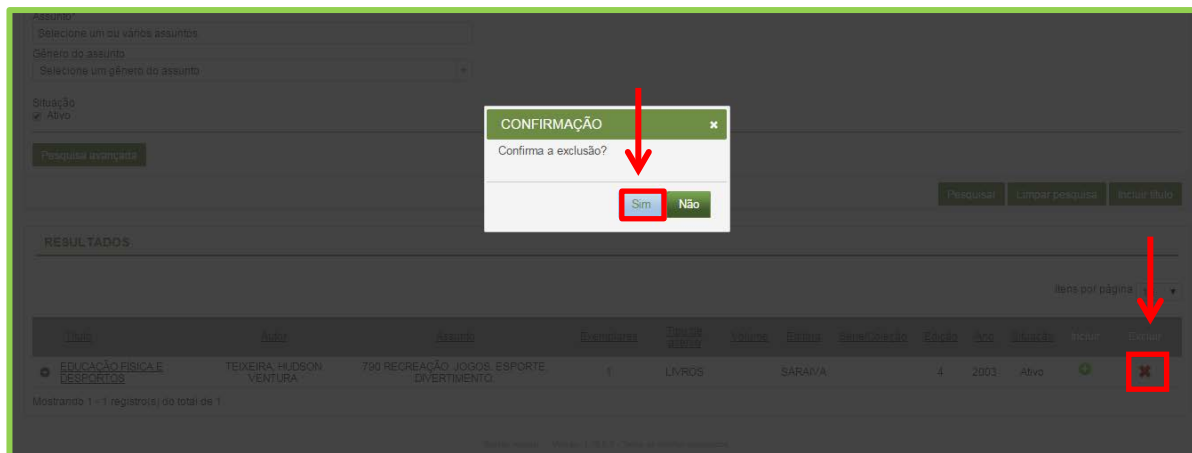 Assunto*
Selecione um ou vários assuntos
Gênero do assunto
Selecione um gênero do assunto
Situação
Ativo
CONFIRMAÇÃO
Confirma a exclusão?
Sim Não
Pesquisa avançada
Pesquisar Limpar pesquisa Incluir título
RESULTADOS
Itens por página
Título Autor Assunto Exemplares Tipo de Volume Editora Série/Coleção Edição Ano Situação Incluir Excluir
EDUCAÇÃO FÍSICA E DESPORTOS TEIXEIRA, HUDSON VENTURA 790 RECREAÇÃO. JOGOS. ESPORTE. DIVERTIMENTO. 1 LIVROS SARAIVA 4 2003 Ativo
Mostrando 1 - 1 registro(s) do total de 1